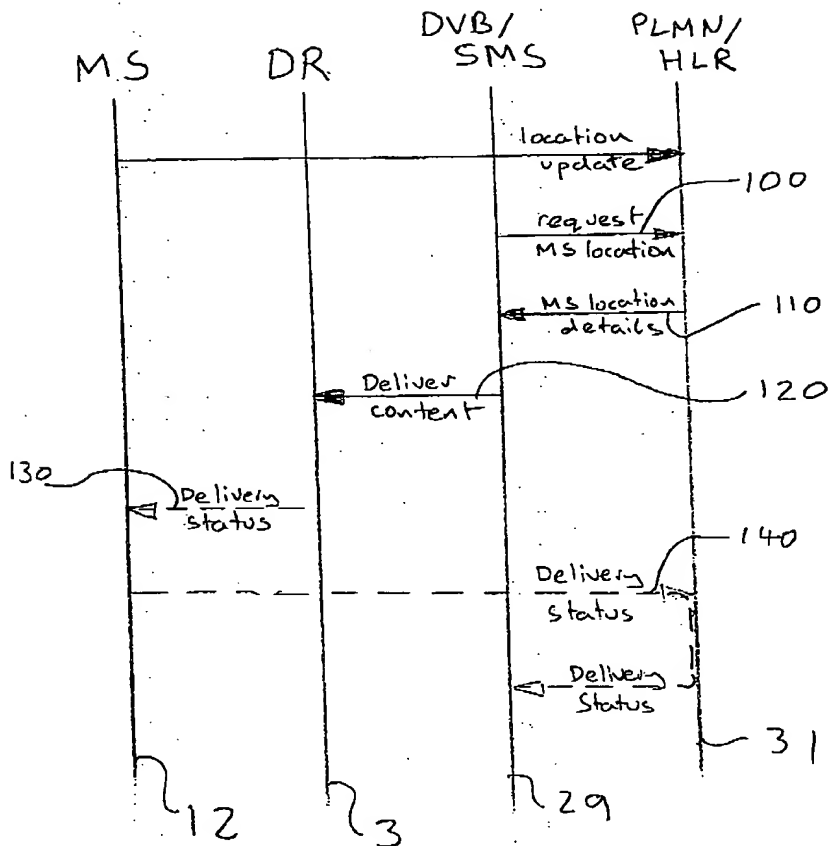 MS
DR
DVB/
SMS
PLMN/
HLR
location
update
100
request
MS location
MS location
details
110
Deliver
content
120
130
Delivery
status
140
Delivery
status
Delivery
Status
12
3
29
31